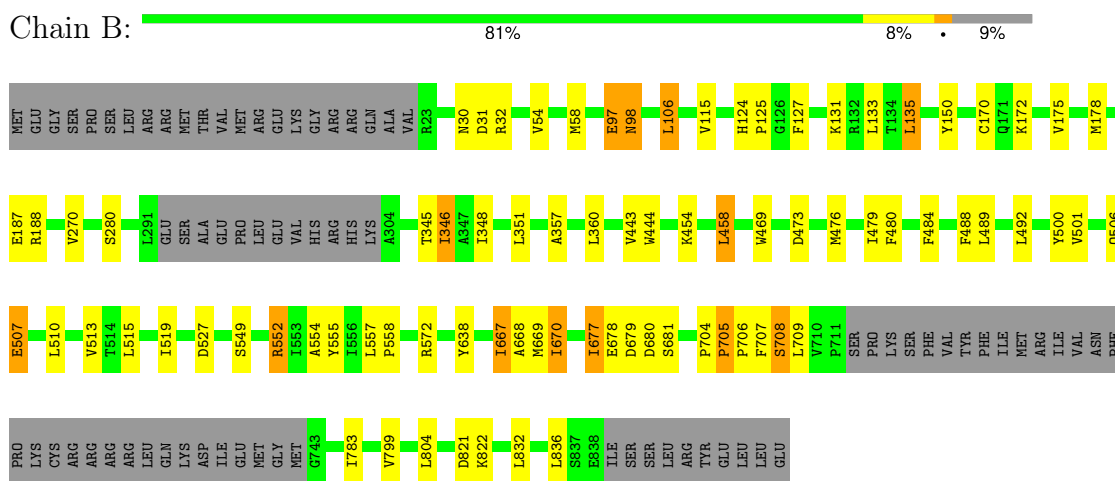 Chain B:
81% 8% • 9%
MET GLU GLY SER PRO SER LEU ARG ARG MET THR VAL MET ARG GLU LYS GLY ARG ARG GLN ALA VAL R23 N30 D31 R32 V54 M58 E97 N98 L106 V115 H124 P125 G126 F127 K131 R132 L133 T134 L135 Y150 C170 Q171 K172 V175 M178
E187 R188 V270 S280 L291 GLU SER ALA GLU PRO LEU GLU VAL HIS ARG HIS LYS A304 T345 I346 A347 I348 L351 A357 L360 V443 W444 K454 L458 W469 D473 M476 I479 F480 F484 F488 L489 L492 Y500 V501 D506
E507 L510 V513 T514 L515 I519 D527 S549 R552 I553 A554 Y555 I556 L557 P558 R572 Y638 I667 A668 M669 I670 I677 E678 D679 D680 S681 P704 P705 P706 F707 S708 L709 V710 P711 SER PRO LYS SER PHE VAL TYR PHE ILE MET ARG ILE VAL ASN PHE
PRO LYS CYS ARG ARG ARG ARG LEU GLN LYS ASP ILE GLU MET GLY MET G743 I783 V799 L804 D821 K822 L832 L836 S837 E838 ILE SER SER LEU ARG TYR GLU LEU LEU GLU